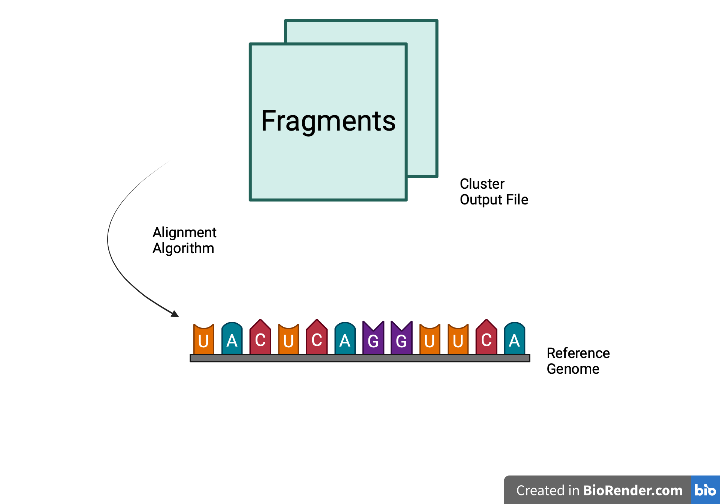 Fragments
Cluster
Output File
Alignment
Algorithm
U A C U C A G G U U C A
Reference
Genome
Created in BioRender.com bio